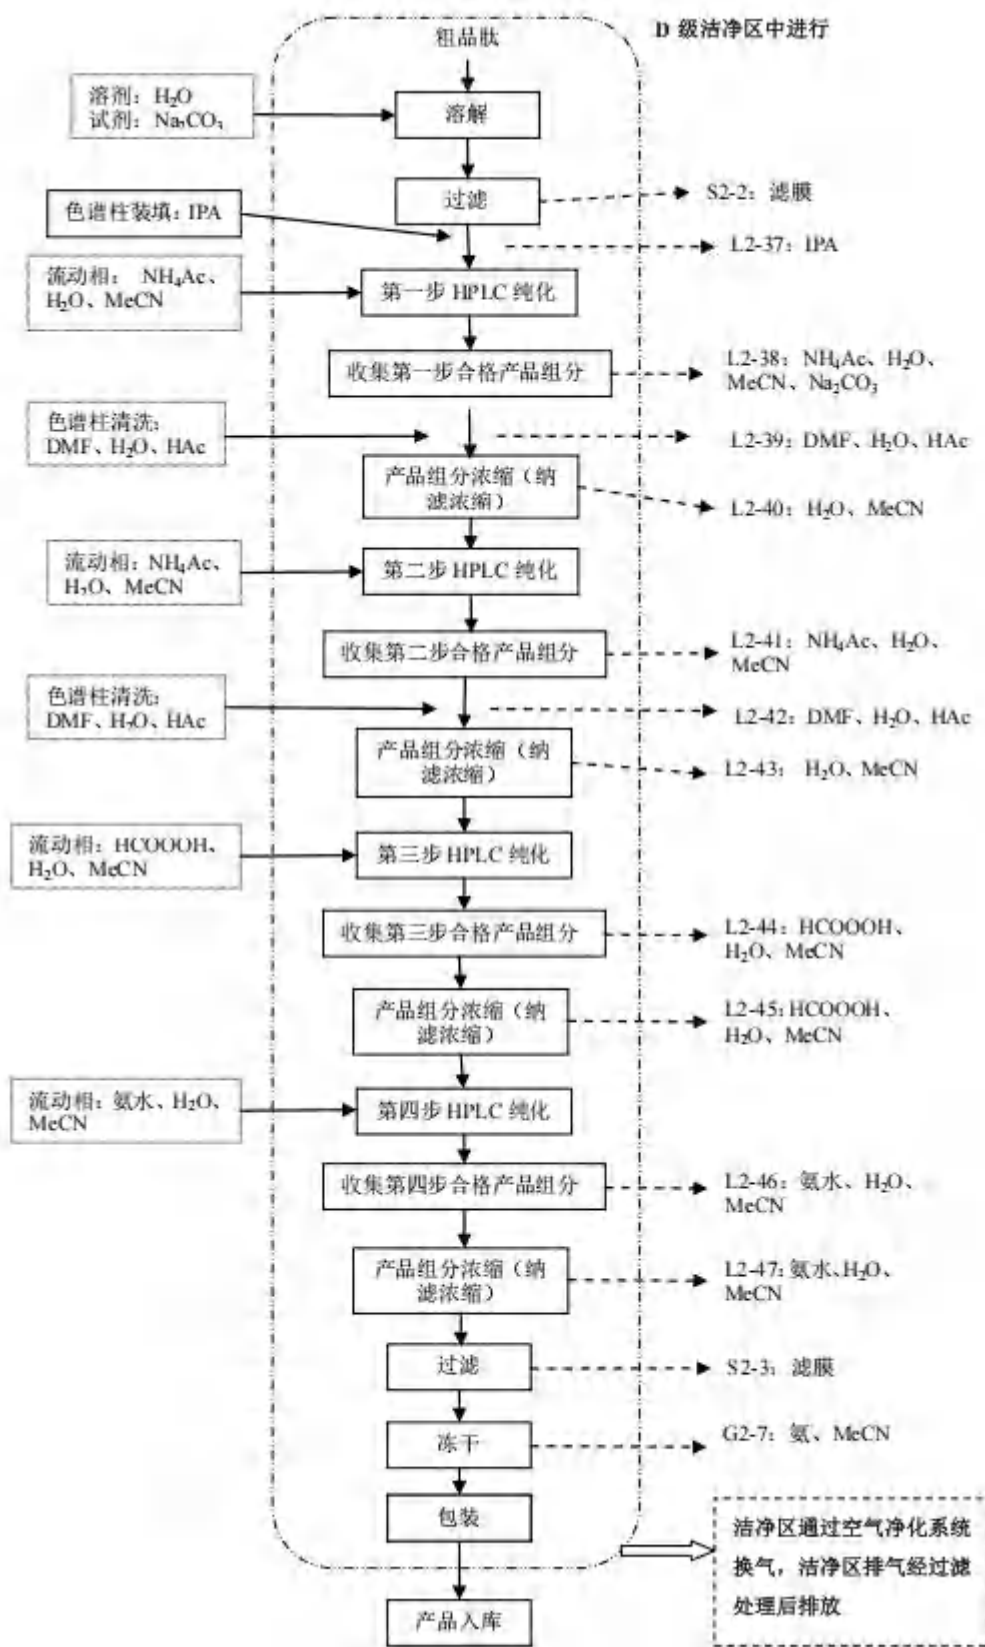 D 级洁净区中进行
粗品肽
溶剂：H₂O
试剂：Na₂CO₃
溶解
过滤
S2-2：滤膜
色谱柱装填：IPA
L2-37：IPA
流动相： NH₄Ac、
H₂O、MeCN
第一步 HPLC 纯化
收集第一步合格产品组分
L2-38：NH₄Ac、H₂O、
MeCN、Na₂CO₃
色谱柱清洗：
DMF、H₂O、HAc
L2-39：DMF、H₂O、HAc
产品组分浓缩（纳
滤浓缩）
L2-40：H₂O、MeCN
流动相：NH₄Ac、
H₂O、MeCN
第二步 HPLC 纯化
收集第二步合格产品组分
L2-41：NH₄Ac、H₂O、
MeCN
色谱柱清洗：
DMF、H₂O、HAc
L2-42：DMF、H₂O、HAc
产品组分浓缩（纳
滤浓缩）
L2-43： H₂O、MeCN
流动相：HCOOOH、
H₂O、MeCN
第三步 HPLC 纯化
收集第三步合格产品组分
L2-44：HCOOOH、
H₂O、MeCN
产品组分浓缩（纳
滤浓缩）
L2-45：HCOOOH、
H₂O、MeCN
流动相：氨水、H₂O、
MeCN
第四步 HPLC 纯化
收集第四步合格产品组分
L2-46：氨水、H₂O、
MeCN
产品组分浓缩（纳
滤浓缩）
L2-47：氨水、H₂O、
MeCN
过滤
S2-3：滤膜
冻干
G2-7：氨、MeCN
包装
洁净区通过空气净化系统
换气，洁净区排气经过滤
处理后排放
产品入库